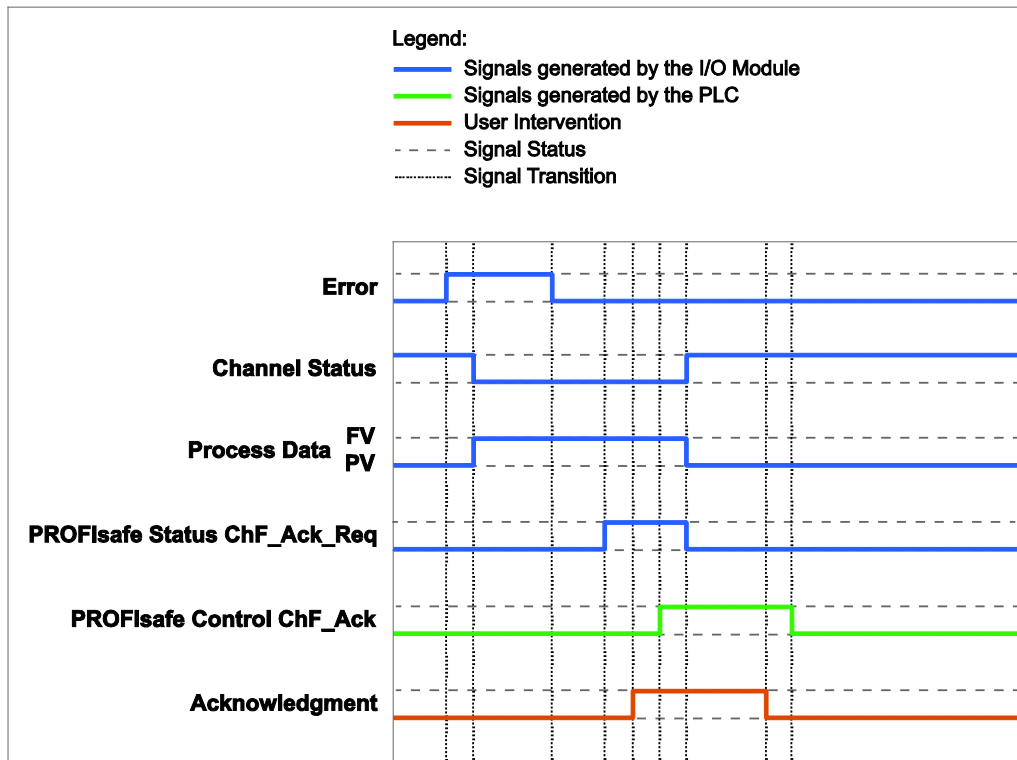 Legend:
Signals generated by the I/O Module
Signals generated by the PLC
User Intervention
Signal Status
Signal Transition
Error
Channel Status
Process Data FV
PV
PROFIsafe Status ChF_Ack_Req
PROFIsafe Control ChF_Ack
Acknowledgment